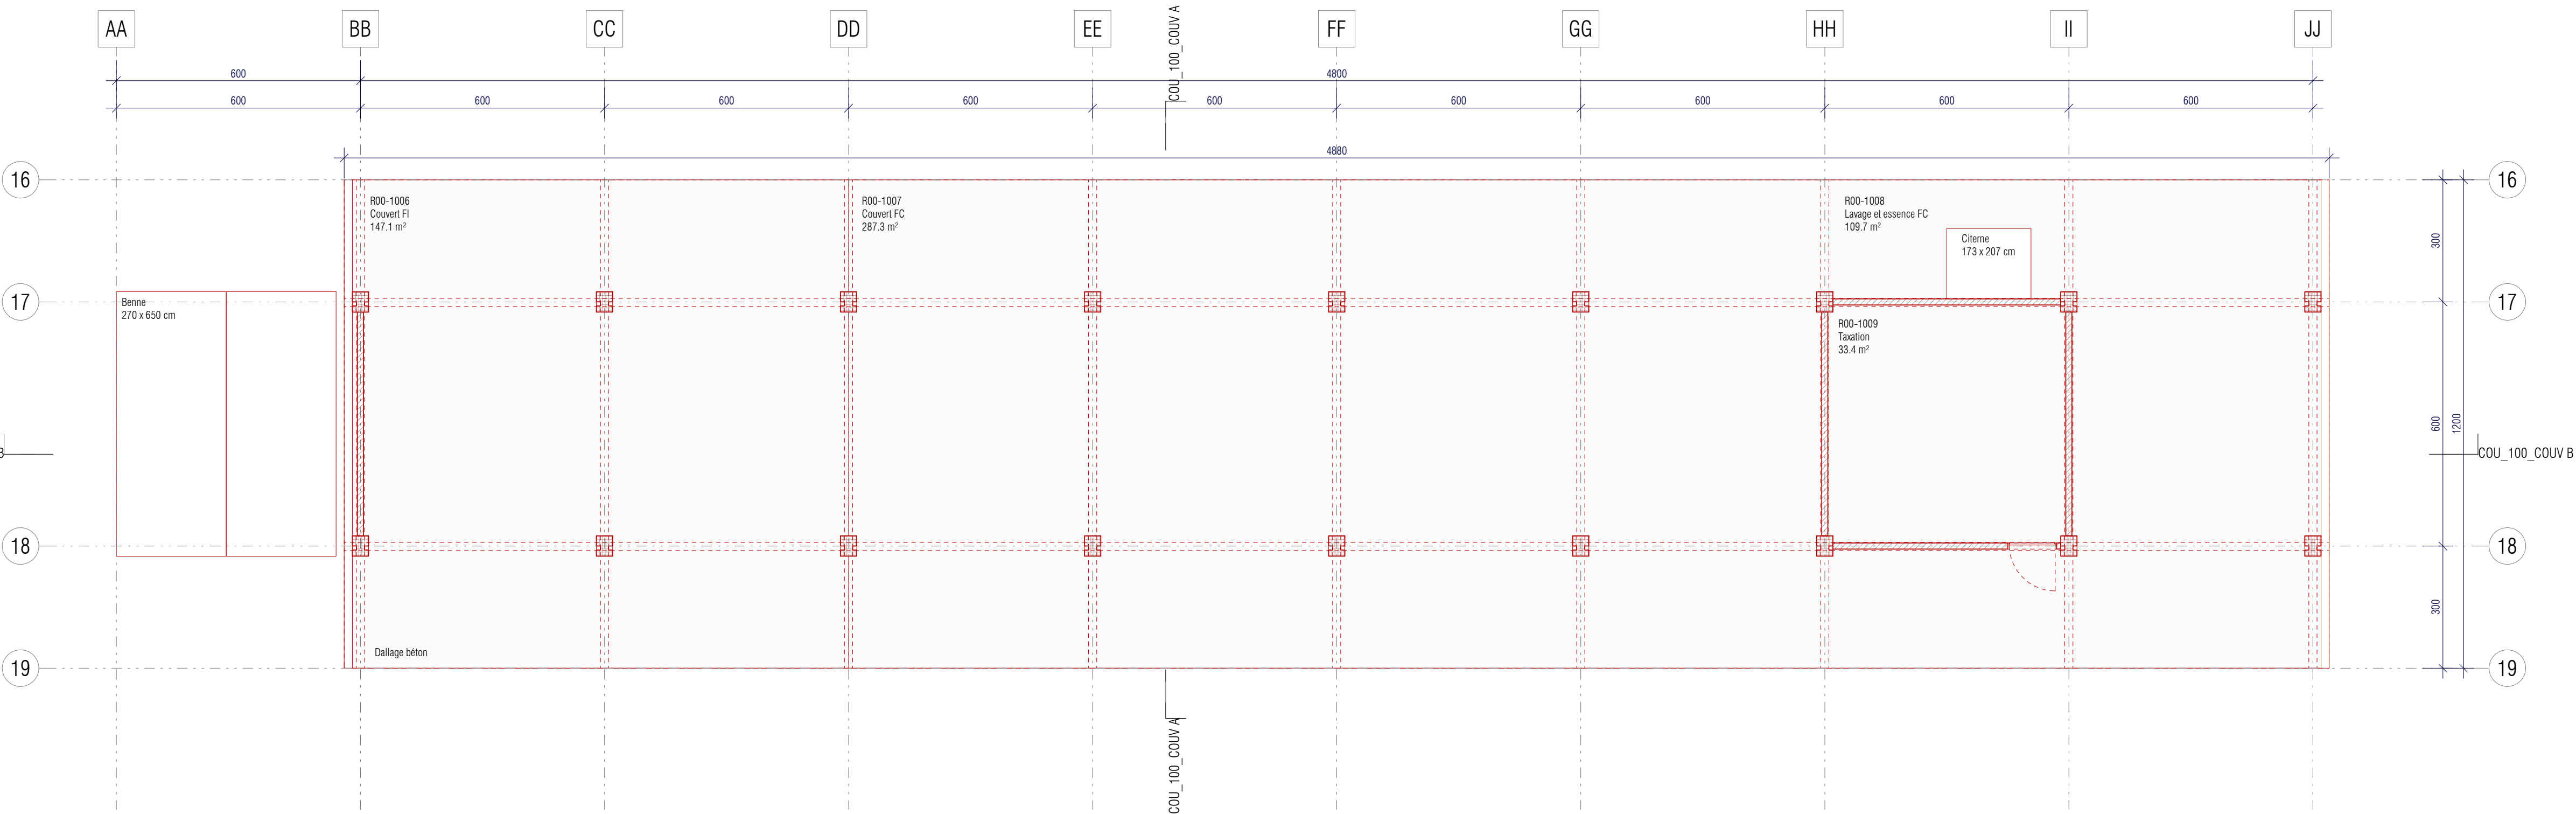 AA BB CC DD EE FF GG HH II JJ
COU_100_COUV A
600 4800
600 600 600 600 600 600 600 600 600
4880
16 16
R00-1006
Couvert FI
147.1 m²
R00-1007
Couvert FC
287.3 m²
R00-1008
Lavage et essence FC
109.7 m²
Citerne
173 x 207 cm
300
17 17
Benne
270 x 650 cm
R00-1009
Taxation
33.4 m²
600
1200
B
COU_100_COUV B
18 18
300
Dallage béton
19 19
COU_100_COUV A